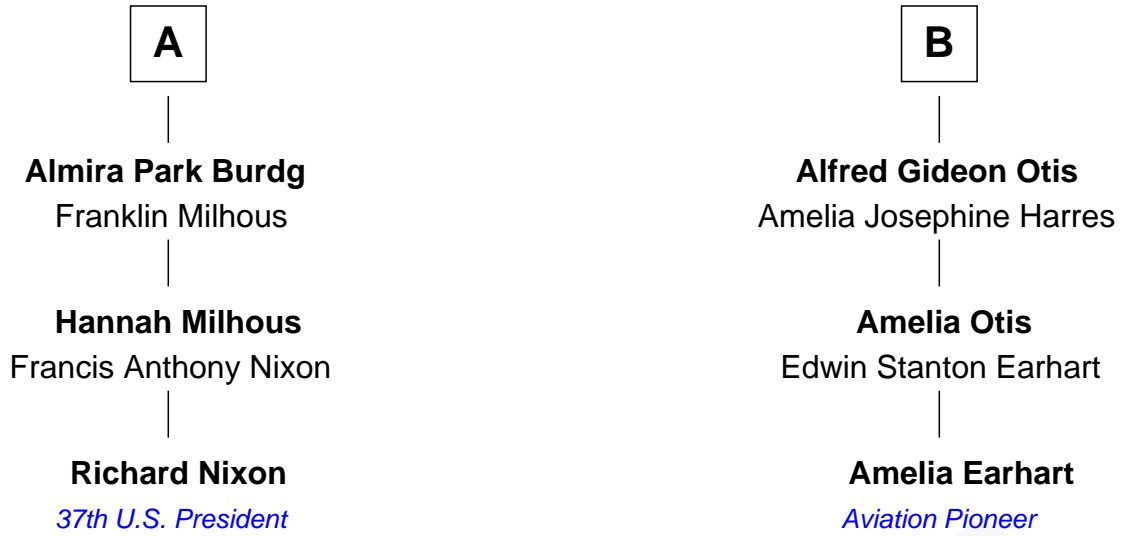 A
Almira Park Burdg
Franklin Milhous
Hannah Milhous
Francis Anthony Nixon
Richard Nixon
37th U.S. President
B
Alfred Gideon Otis
Amelia Josephine Harres
Amelia Otis
Edwin Stanton Earhart
Amelia Earhart
Aviation Pioneer